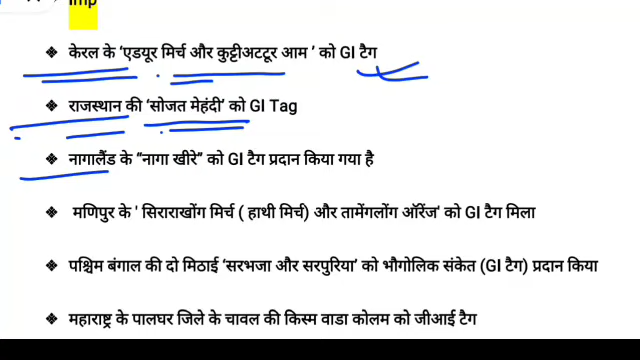 Imp
❖ केरल के ‘एडयूर मिर्च और कुट्टीअटटूर आम ’ को GI टैग
❖ राजस्थान की ‘सोजत मेहंदी’ को GI Tag
❖ नागालैंड के “नागा खीरे” को GI टैग प्रदान किया गया है
❖ मणिपुर के ' सिराराखोंग मिर्च ( हाथी मिर्च) और तामेंगलोंग ऑरेंज' को GI टैग मिला
❖ पश्चिम बंगाल की दो मिठाई ‘सरभजा और सरपुरिया’ को भौगोलिक संकेत (GI टैग) प्रदान किया
❖ महाराष्ट्र के पालघर जिले के चावल की किस्म वाडा कोलम को जीआई टैग